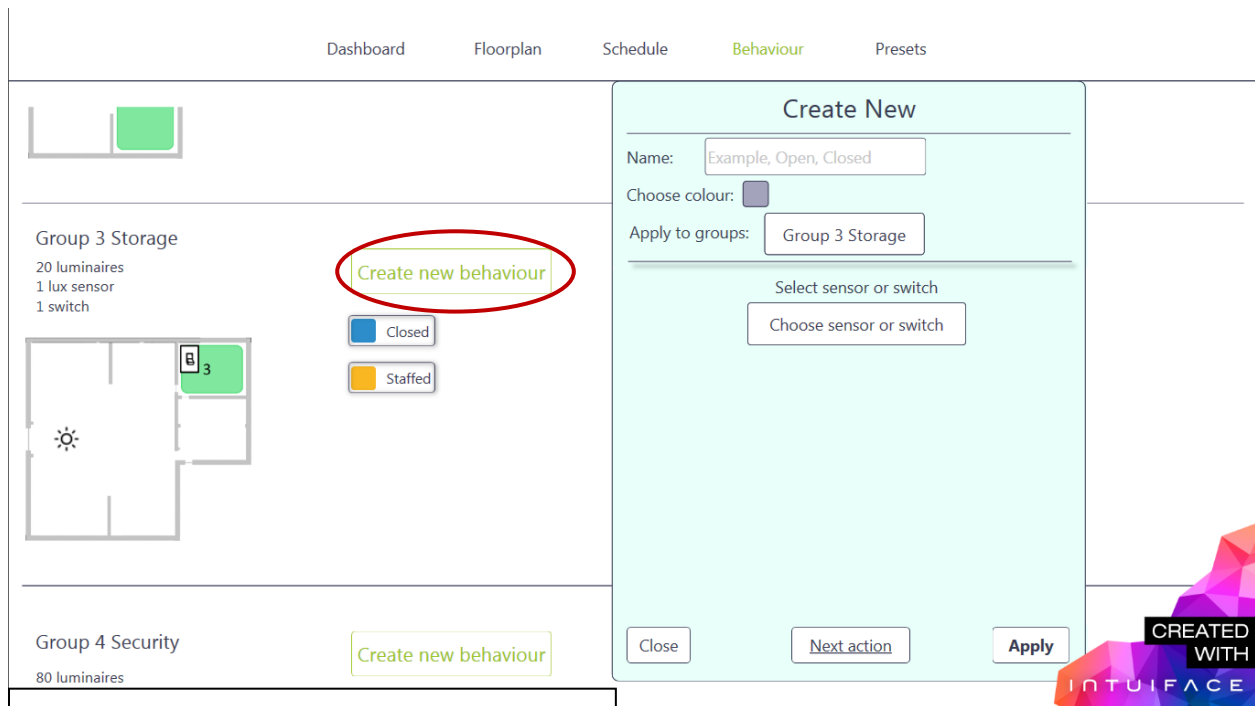 Dashboard Floorplan Schedule Behaviour Presets
Group 3 Storage
20 luminaires
1 lux sensor
1 switch
3
Create new behaviour
Closed
Staffed
Group 4 Security
80 luminaires
Create new behaviour
Create New
Name: Example, Open, Closed
Choose colour:
Apply to groups: Group 3 Storage
Select sensor or switch
Choose sensor or switch
Close Next action Apply
CREATED
WITH
INTUIFACE